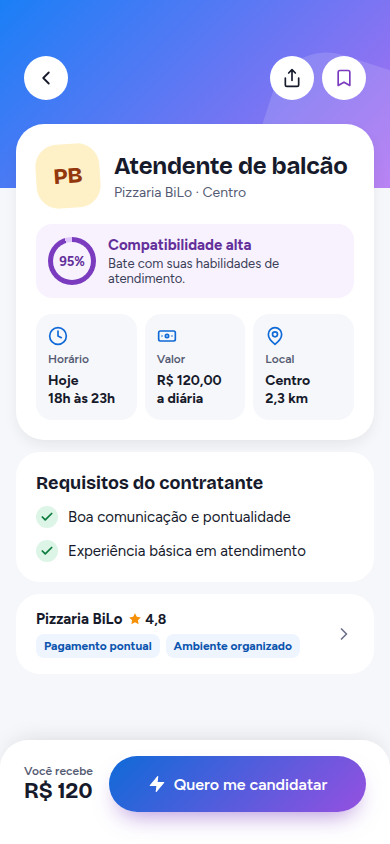 PB
Atendente de balcão
Pizzaria BiLo · Centro
95%
Compatibilidade alta
Bate com suas habilidades de
atendimento.
Horário
Hoje
18h às 23h
Valor
R$ 120,00
a diária
Local
Centro
2,3 km
Requisitos do contratante
Boa comunicação e pontualidade
Experiência básica em atendimento
Pizzaria BiLo ★ 4,8
Pagamento pontual Ambiente organizado
Você recebe
R$ 120
Quero me candidatar